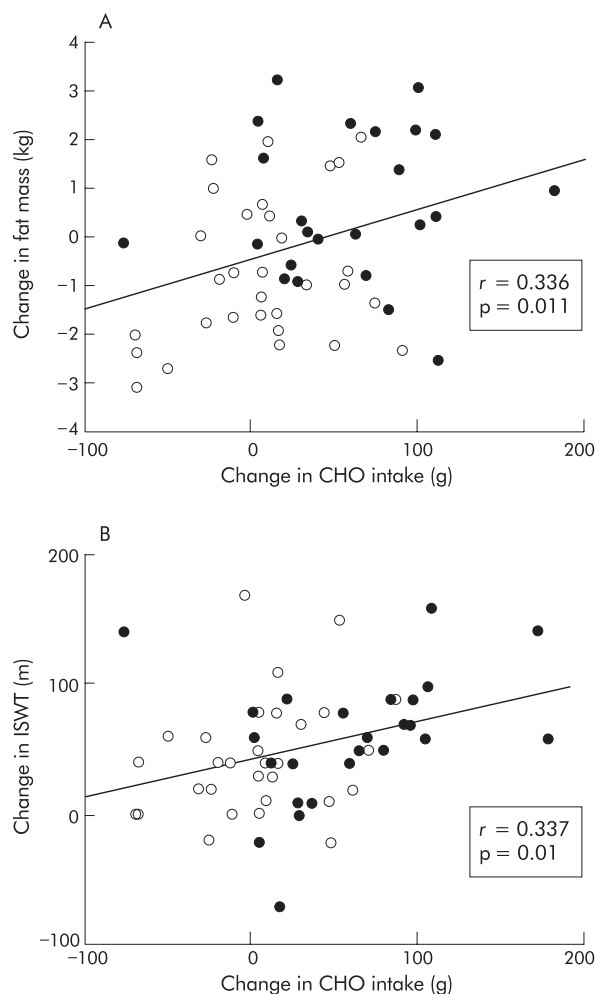 A
4
3
2
1
0
−1
−2
−3
−4
Change in fat mass (kg)
r = 0.336
p = 0.011
−100
0
100
200
Change in CHO intake (g)
B
200
100
0
−100
Change in ISWT (m)
r = 0.337
p = 0.01
−100
0
100
200
Change in CHO intake (g)